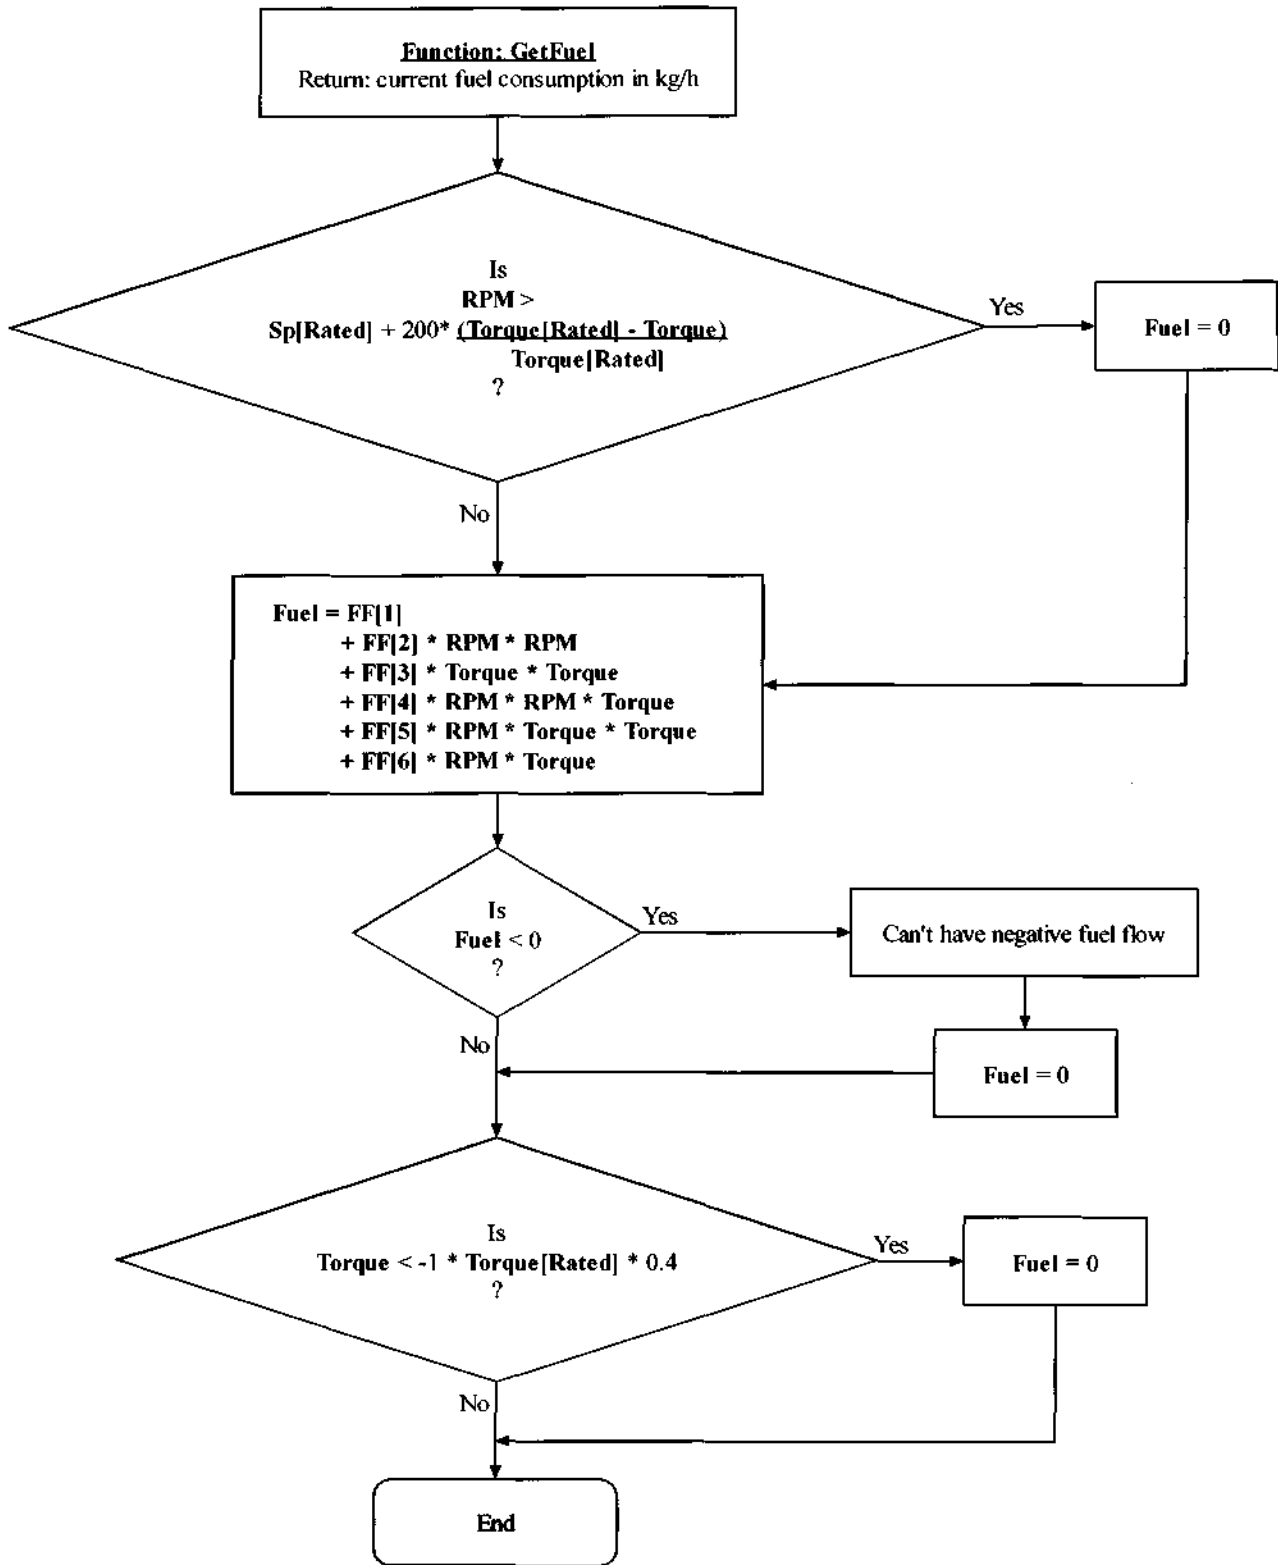 Function: GetFuel
Return: current fuel consumption in kg/h
Is
RPM >
Sp[Rated] + 200* (Torque[Rated] - Torque)
Torque[Rated]
?
Yes
Fuel = 0
No
Fuel = FF[1]
+ FF[2] * RPM * RPM
+ FF[3] * Torque * Torque
+ FF[4] * RPM * RPM * Torque
+ FF[5] * RPM * Torque * Torque
+ FF[6] * RPM * Torque
Is
Fuel < 0
?
Yes
Can't have negative fuel flow
No
Fuel = 0
Is
Torque < -1 * Torque[Rated] * 0.4
?
Yes
Fuel = 0
No
End